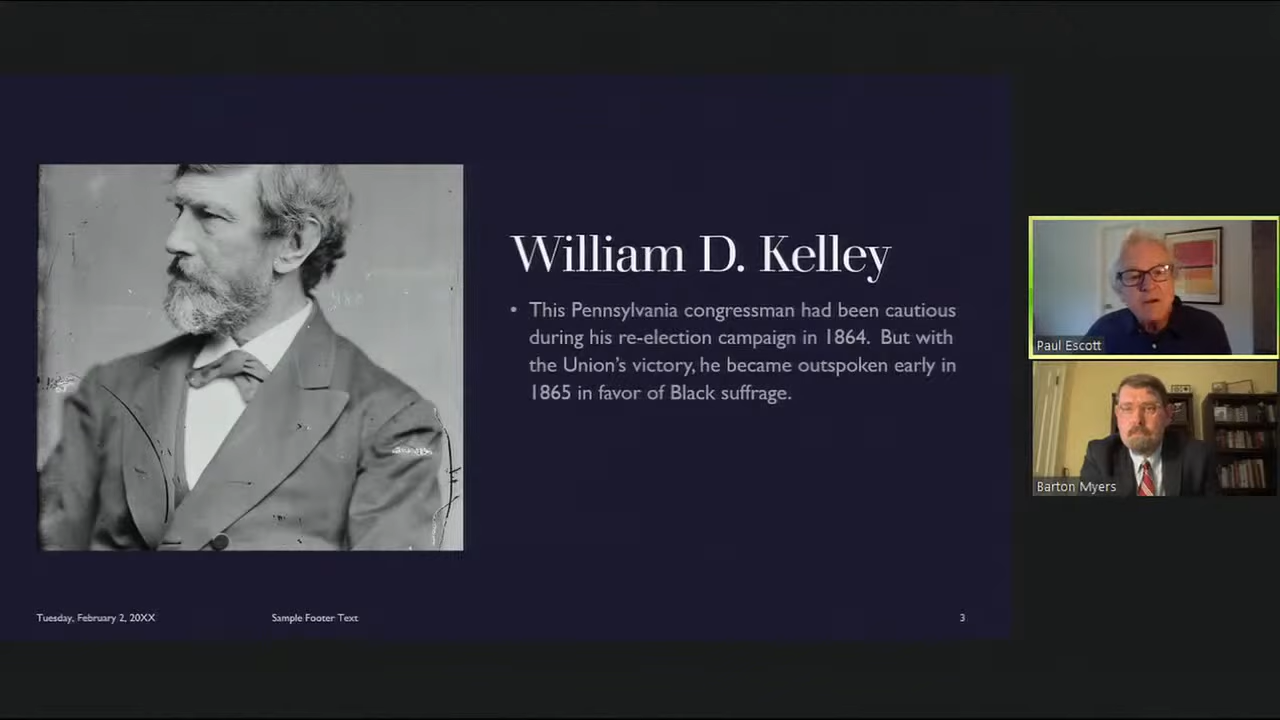 William D. Kelley
• This Pennsylvania congressman had been cautious
during his re-election campaign in 1864. But with
the Union's victory, he became outspoken early in
1865 in favor of Black suffrage.
Paul Escott
Barton Myers
Tuesday, February 2, 20XX
Sample Footer Text
3